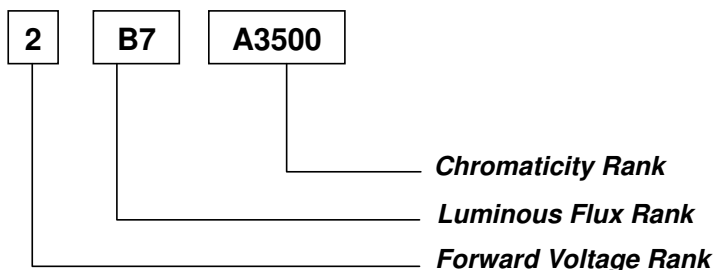 2 B7 A3500
Chromaticity Rank
Luminous Flux Rank
Forward Voltage Rank